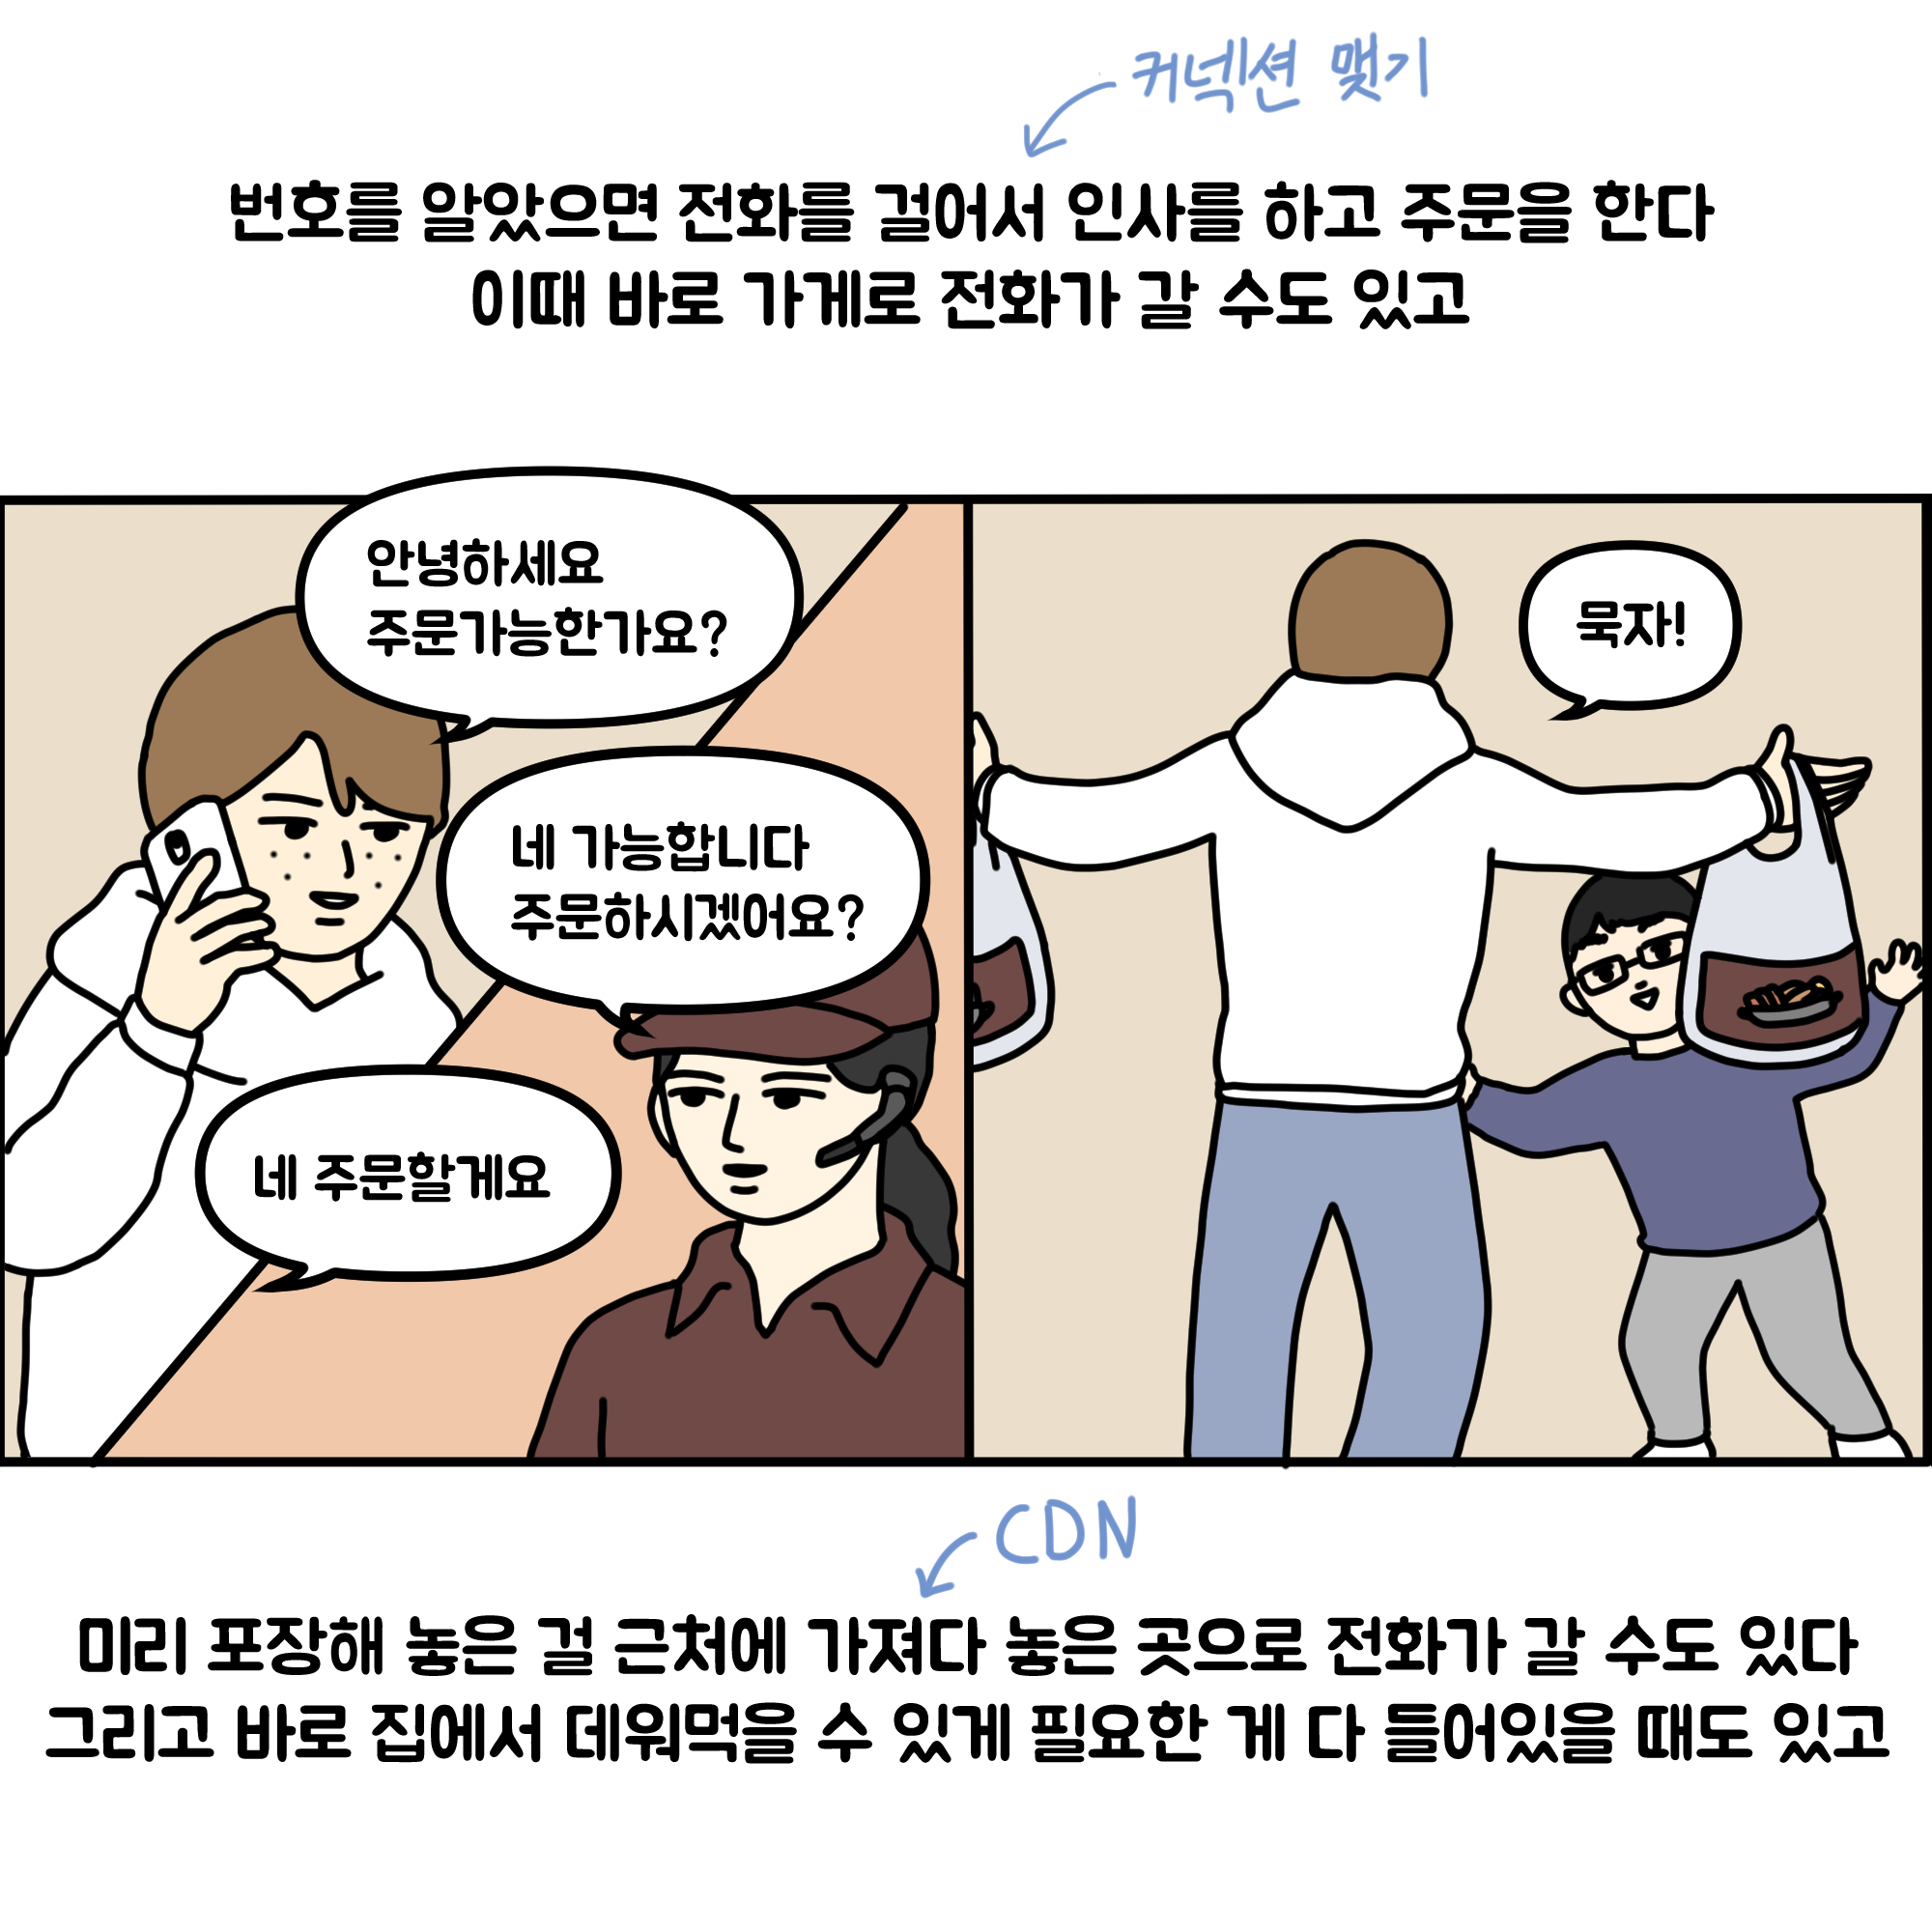 커넥션 맺기
번호를 알았으면 전화를 걸어서 인사를 하고 주문을 한다
이때 바로 가게로 전화가 갈 수도 있고
안녕하세요
주문가능한가요?
네 가능합니다
주문하시겠어요?
네 주문할게요
묵자!
CDN
미리 포장해 놓은 걸 근처에 가져다 놓은 곳으로 전화가 갈 수도 있다
그리고 바로 집에서 데워먹을 수 있게 필요한 게 다 들어있을 때도 있고